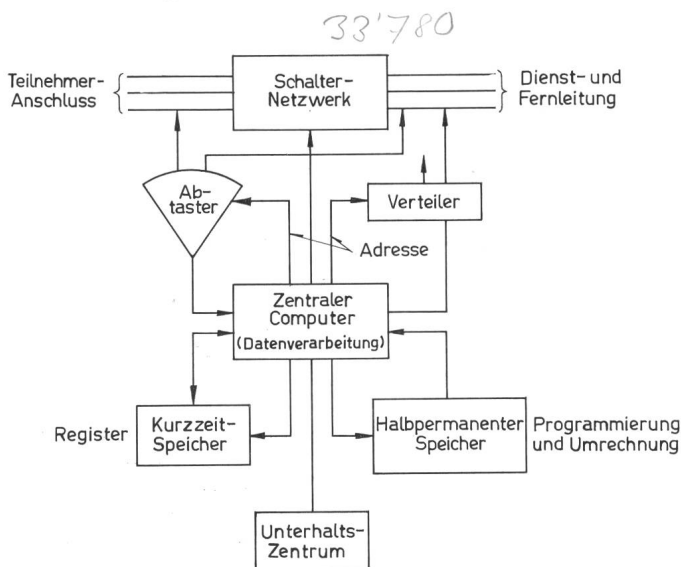 33'780
Teilnehmer-
Anschluss
Schalter-
Netzwerk
Dienst- und
Fernleitung
Ab-
taster
Verteiler
Adresse
Zentraler
Computer
(Datenverarbeitung)
Register
Kurzzeit-
Speicher
Halbpermanenter
Speicher
Programmierung
und Umrechnung
Unterhalts-
Zentrum